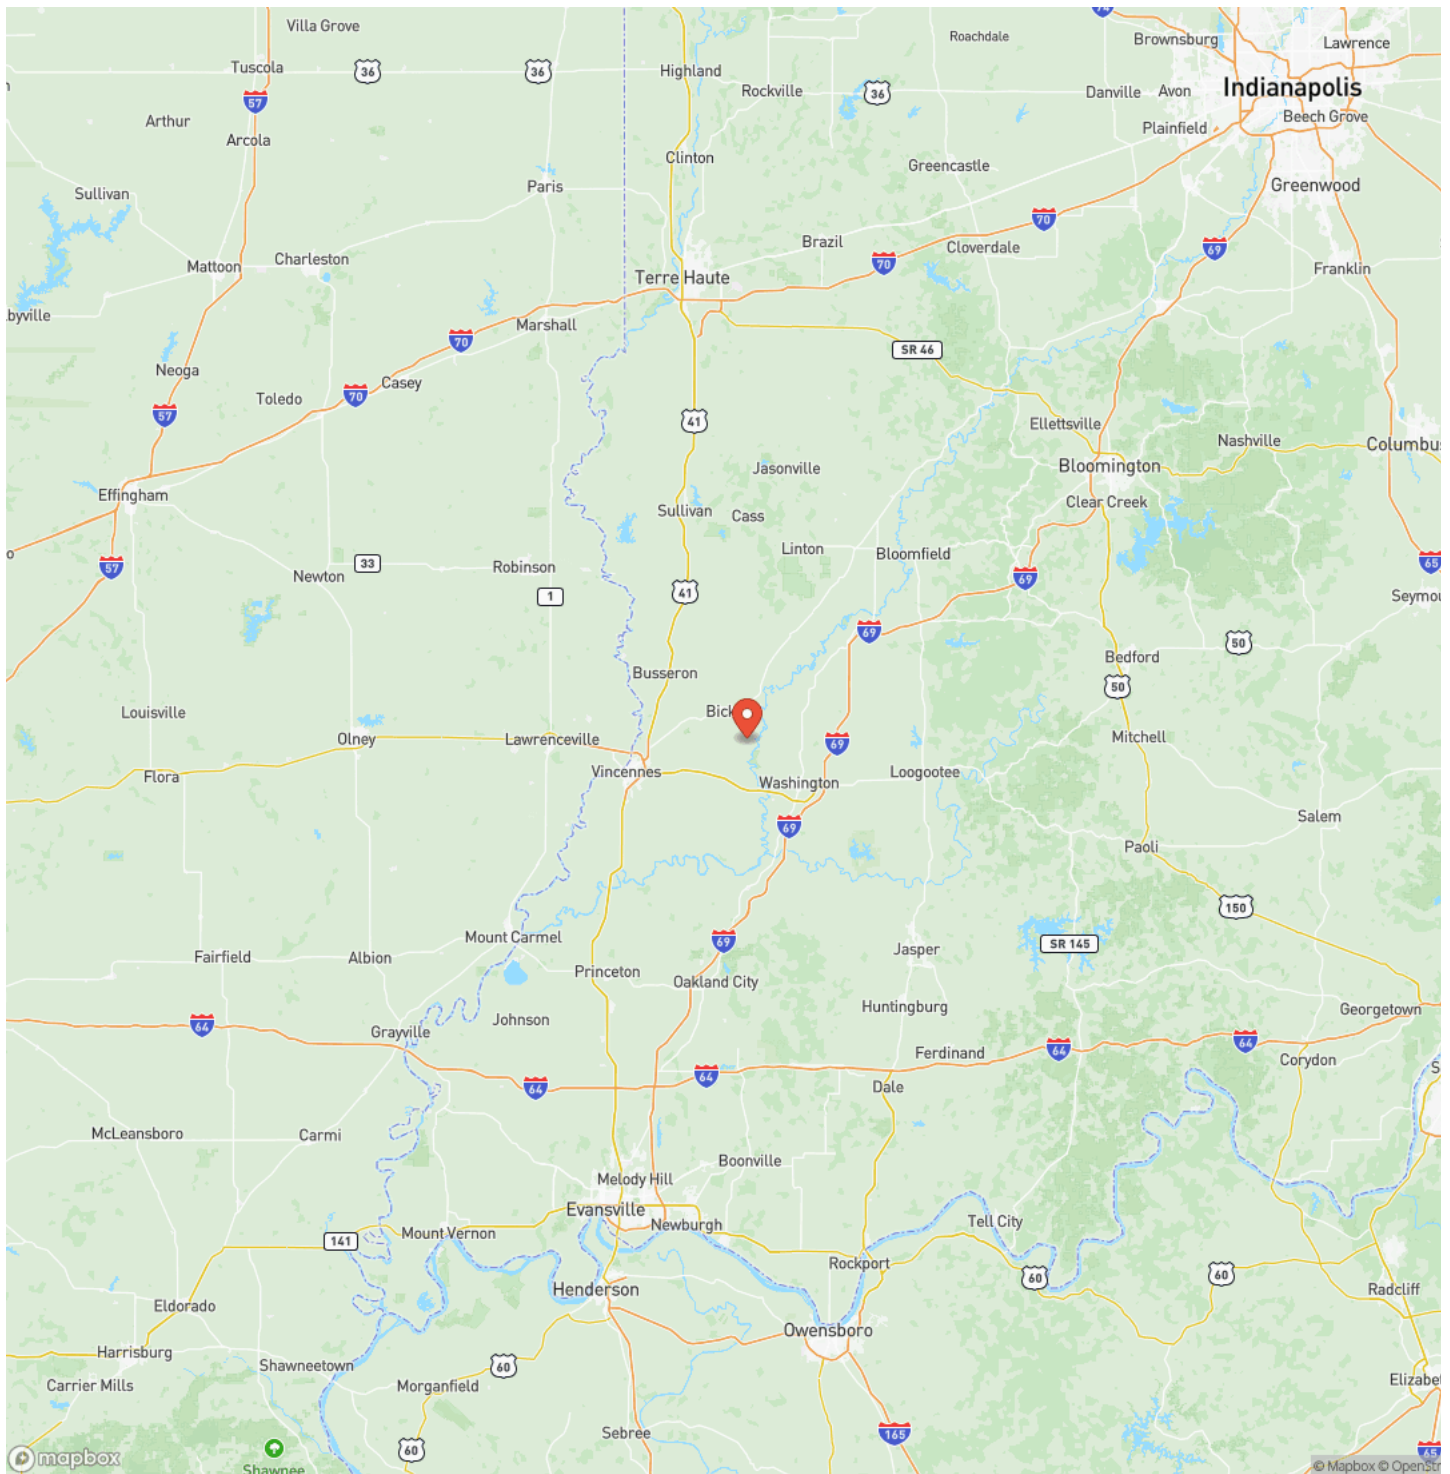 74
Villa Grove
Roachdale
Brownsburg
Lawrence
Tuscola
36
36
Highland
Rockville
36
Danville
Avon
Indianapolis
57
Arthur
Beech Grove
Plainfield
Arcola
Clinton
Greencastle
Sullivan
Paris
Greenwood
70
Brazil
Cloverdale
69
Mattoon
Charleston
70
Franklin
Terre Haute
lbyville
Marshall
70
SR 46
Neoga
Casey
Toledo
70
57
41
Ellettsville
Nashville
Columbus
Jasonville
Bloomington
Effingham
Clear Creek
Sullivan
Cass
o
Linton
Bloomfield
57
33
Robinson
Newton
69
65
1
41
Seymou
69
50
Busseron
Bedford
50
Louisville
Bick
Olney
Lawrenceville
69
Mitchell
Flora
Vincennes
Washington
Loogootee
Salem
69
Paoli
150
Mount Carmel
69
SR 145
Jasper
Fairfield
Albion
Princeton
Oakland City
Huntingburg
Georgetown
64
Johnson
Grayville
64
64
Ferdinand
Corydon
64
64
S
Dale
McLeansboro
Carmi
Boonville
Melody Hill
Evansville
Newburgh
Tell City
Mount Vernon
141
Rockport
60
60
Henderson
Radcliff
Eldorado
Owensboro
Harrisburg
Shawneetown
60
Carrier Mills
Morganfield
Elizabet
Sebree
165
60
65
mapbox
Shawnee
© Mapbox © OpenStr